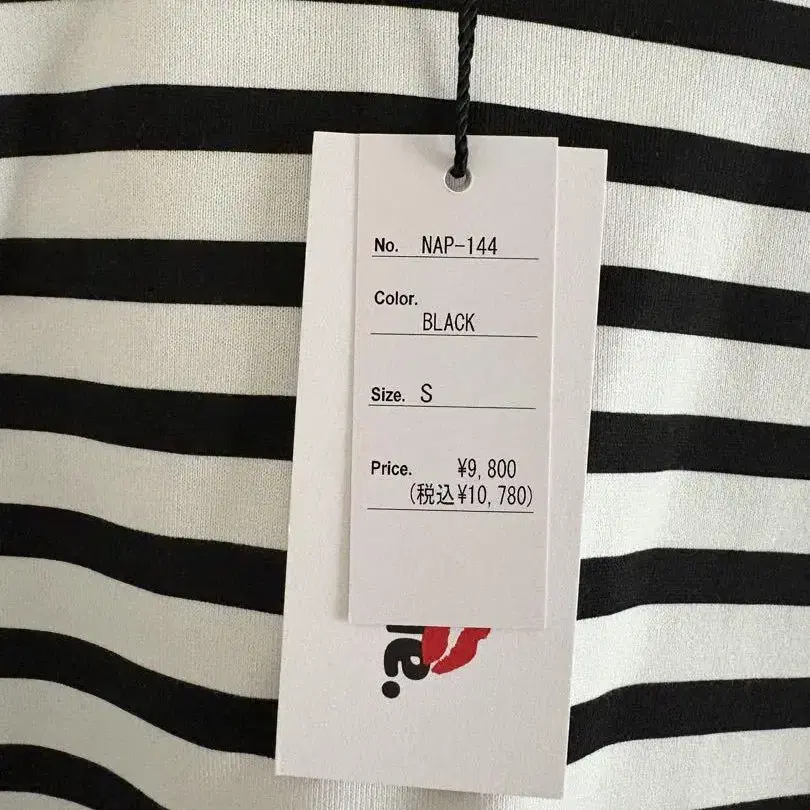 No. NAP-144
Color.
BLACK
Size. S
Price. ¥9,800
(税込¥10,780)